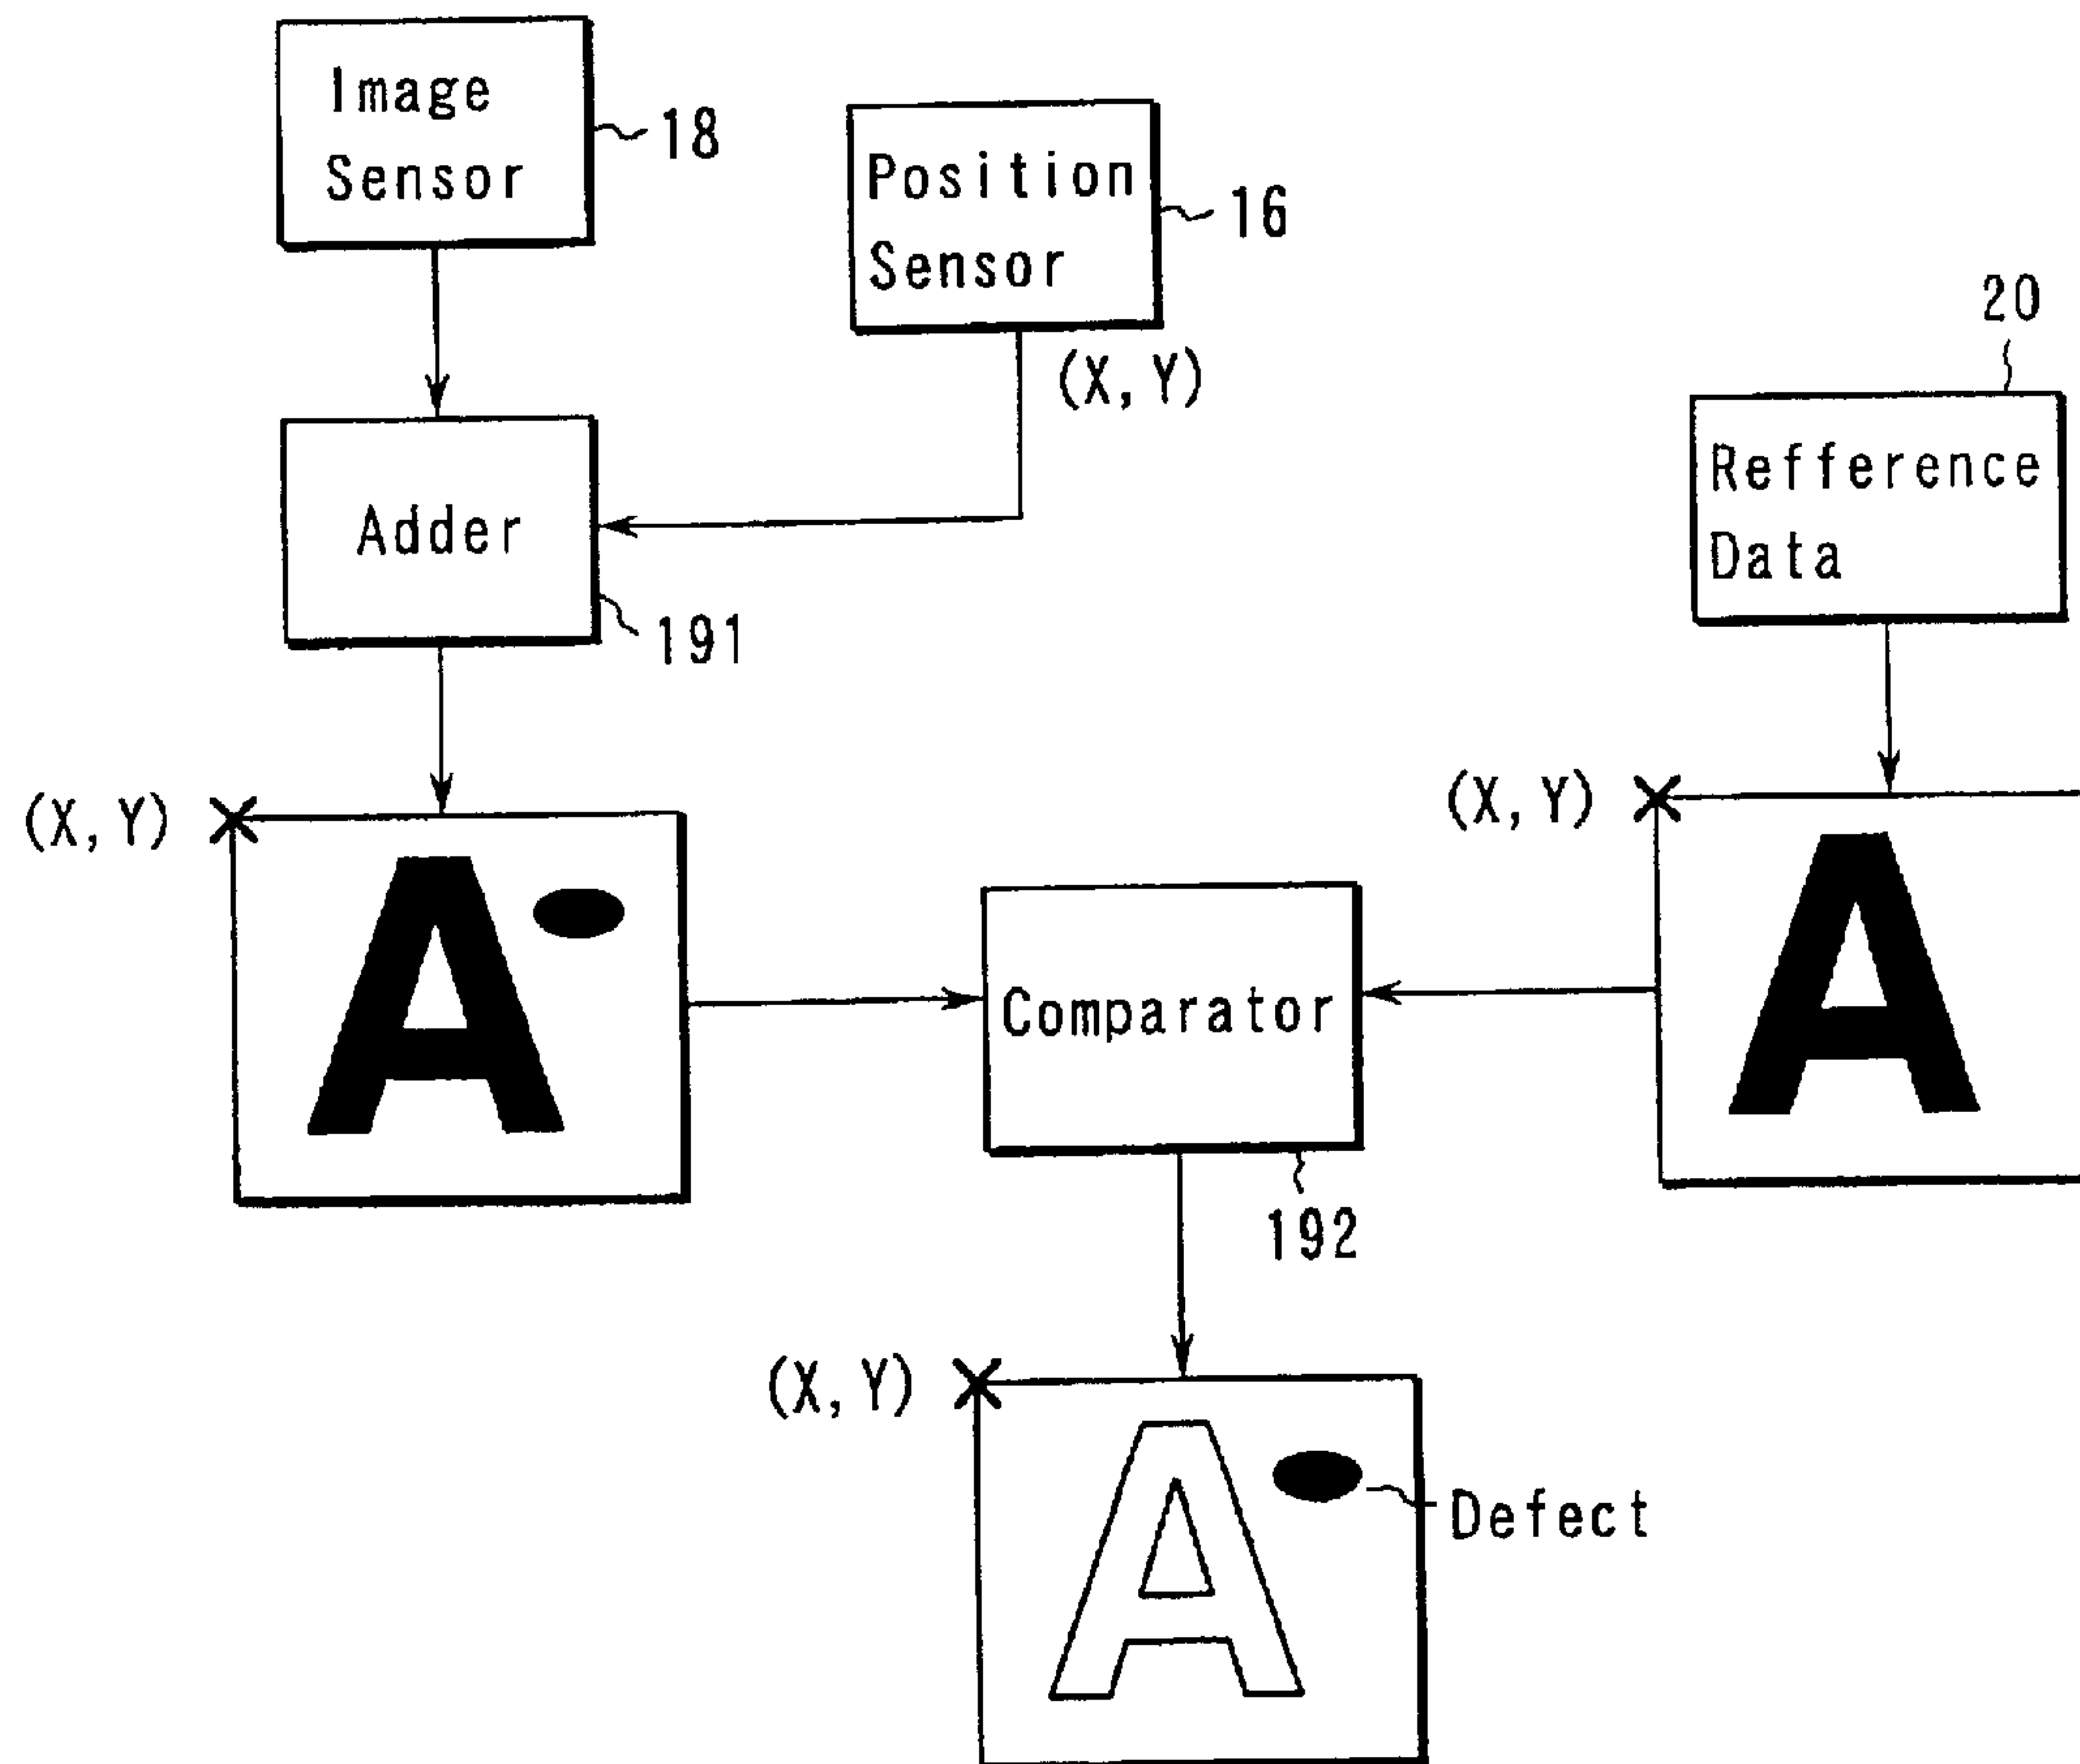 Image
Sensor
18
Position
Sensor
16
(X, Y)
20
Refference
Data
Adder
191
(X, Y)
A
(X, Y)
A
Comparator
192
(X, Y)
A
Defect